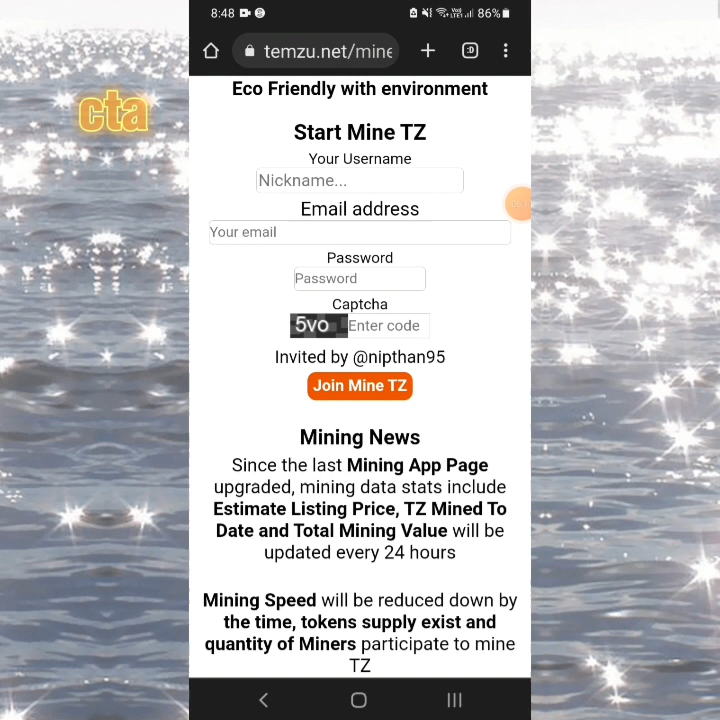 8:48
86%
temzu.net/mine
:D
cta
Eco Friendly with environment
Start Mine TZ
Your Username
Nickname...
Email address
Your email
Password
Password
Captcha
5vo
Enter code
Invited by @nipthan95
Join Mine TZ
Mining News
Since the last Mining App Page
upgraded, mining data stats include
Estimate Listing Price, TZ Mined To
Date and Total Mining Value will be
updated every 24 hours
Mining Speed will be reduced down by
the time, tokens supply exist and
quantity of Miners participate to mine
TZ